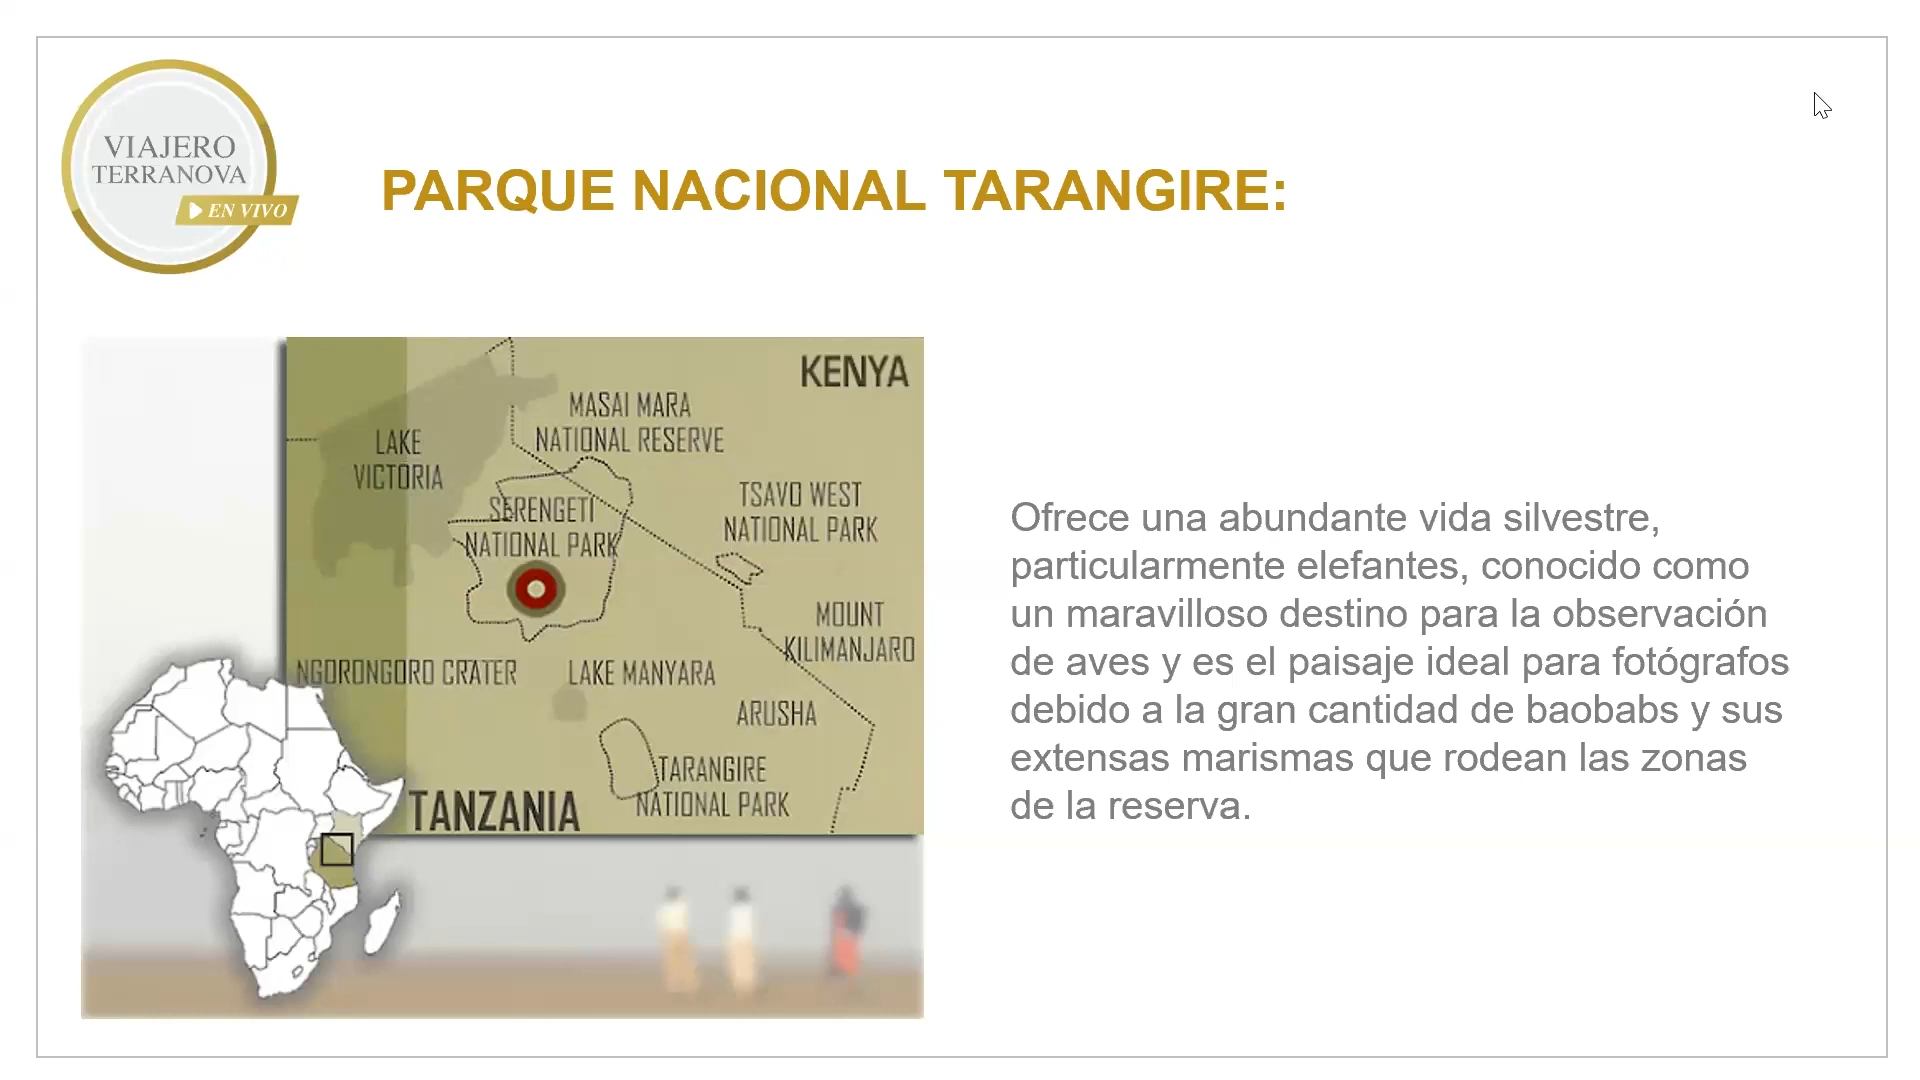 VIAJERO
TERRANOVA
EN VIVO
PARQUE NACIONAL TARANGIRE:
KENYA
MASAI MARA
NATIONAL RESERVE
LAKE
VICTORIA
SERENGETI
NATIONAL PARK
TSAVO WEST
NATIONAL PARK
MOUNT
KILIMANJARO
NGORONGORO CRATER
LAKE MANYARA
ARUSHA
TARANGIRE
NATIONAL PARK
TANZANIA
Ofrece una abundante vida silvestre,
particularmente elefantes, conocido como
un maravilloso destino para la observación
de aves y es el paisaje ideal para fotógrafos
debido a la gran cantidad de baobabs y sus
extensas marismas que rodean las zonas
de la reserva.